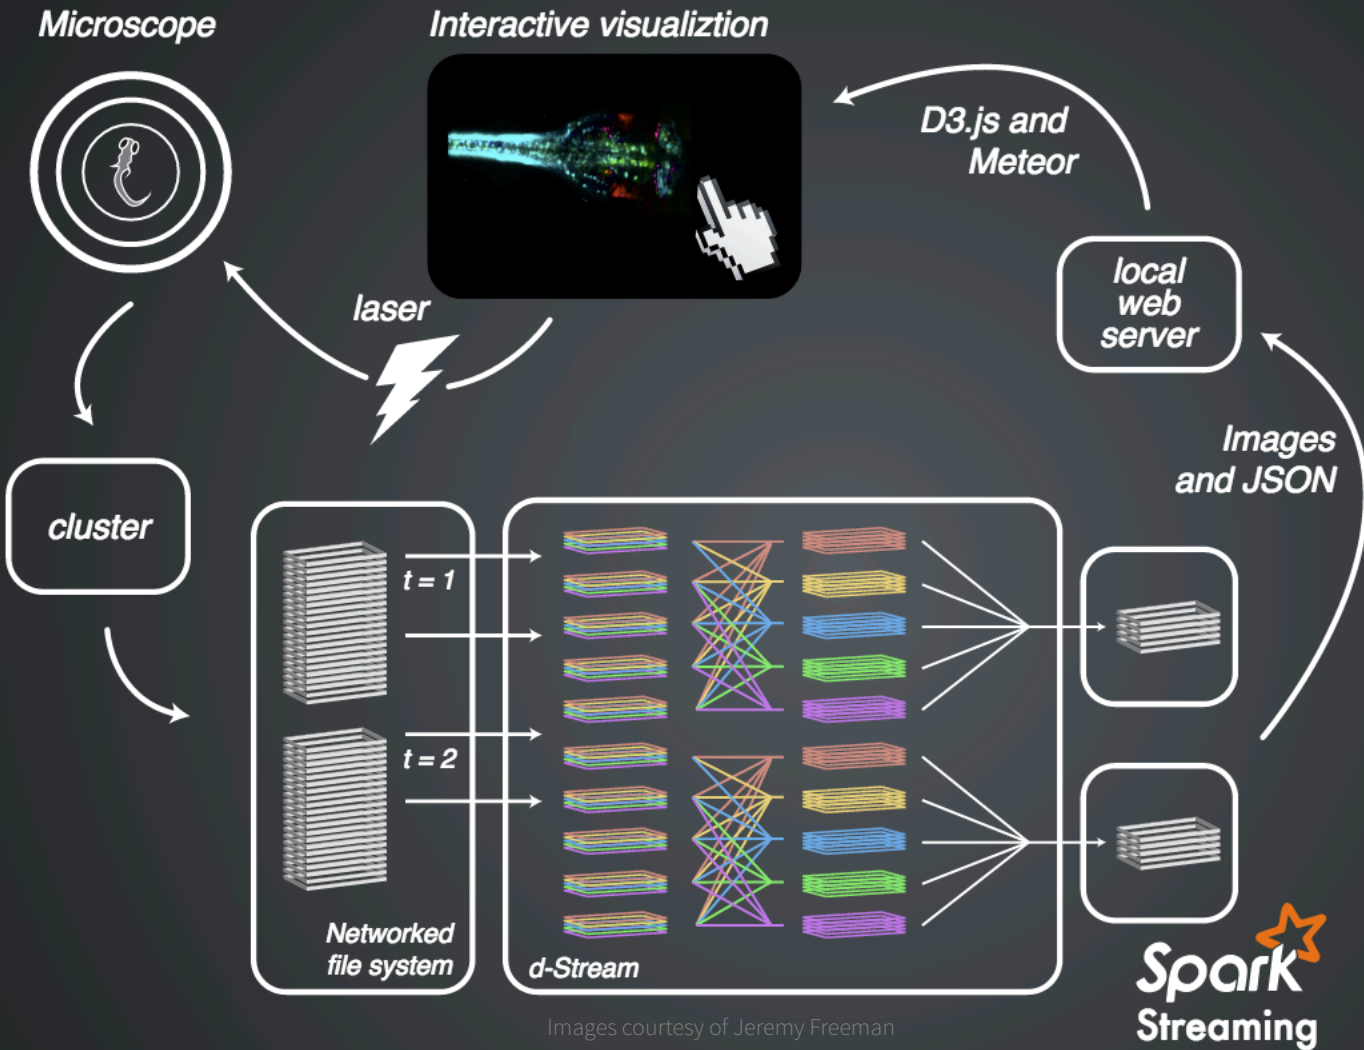 Microscope
Interactive visualiztion
D3.js and
Meteor
local
web
server
laser
Images
and JSON
cluster
t = 1
t = 2
Networked
file system
d-Stream
Spark
Streaming
Images courtesy of Jeremy Freeman